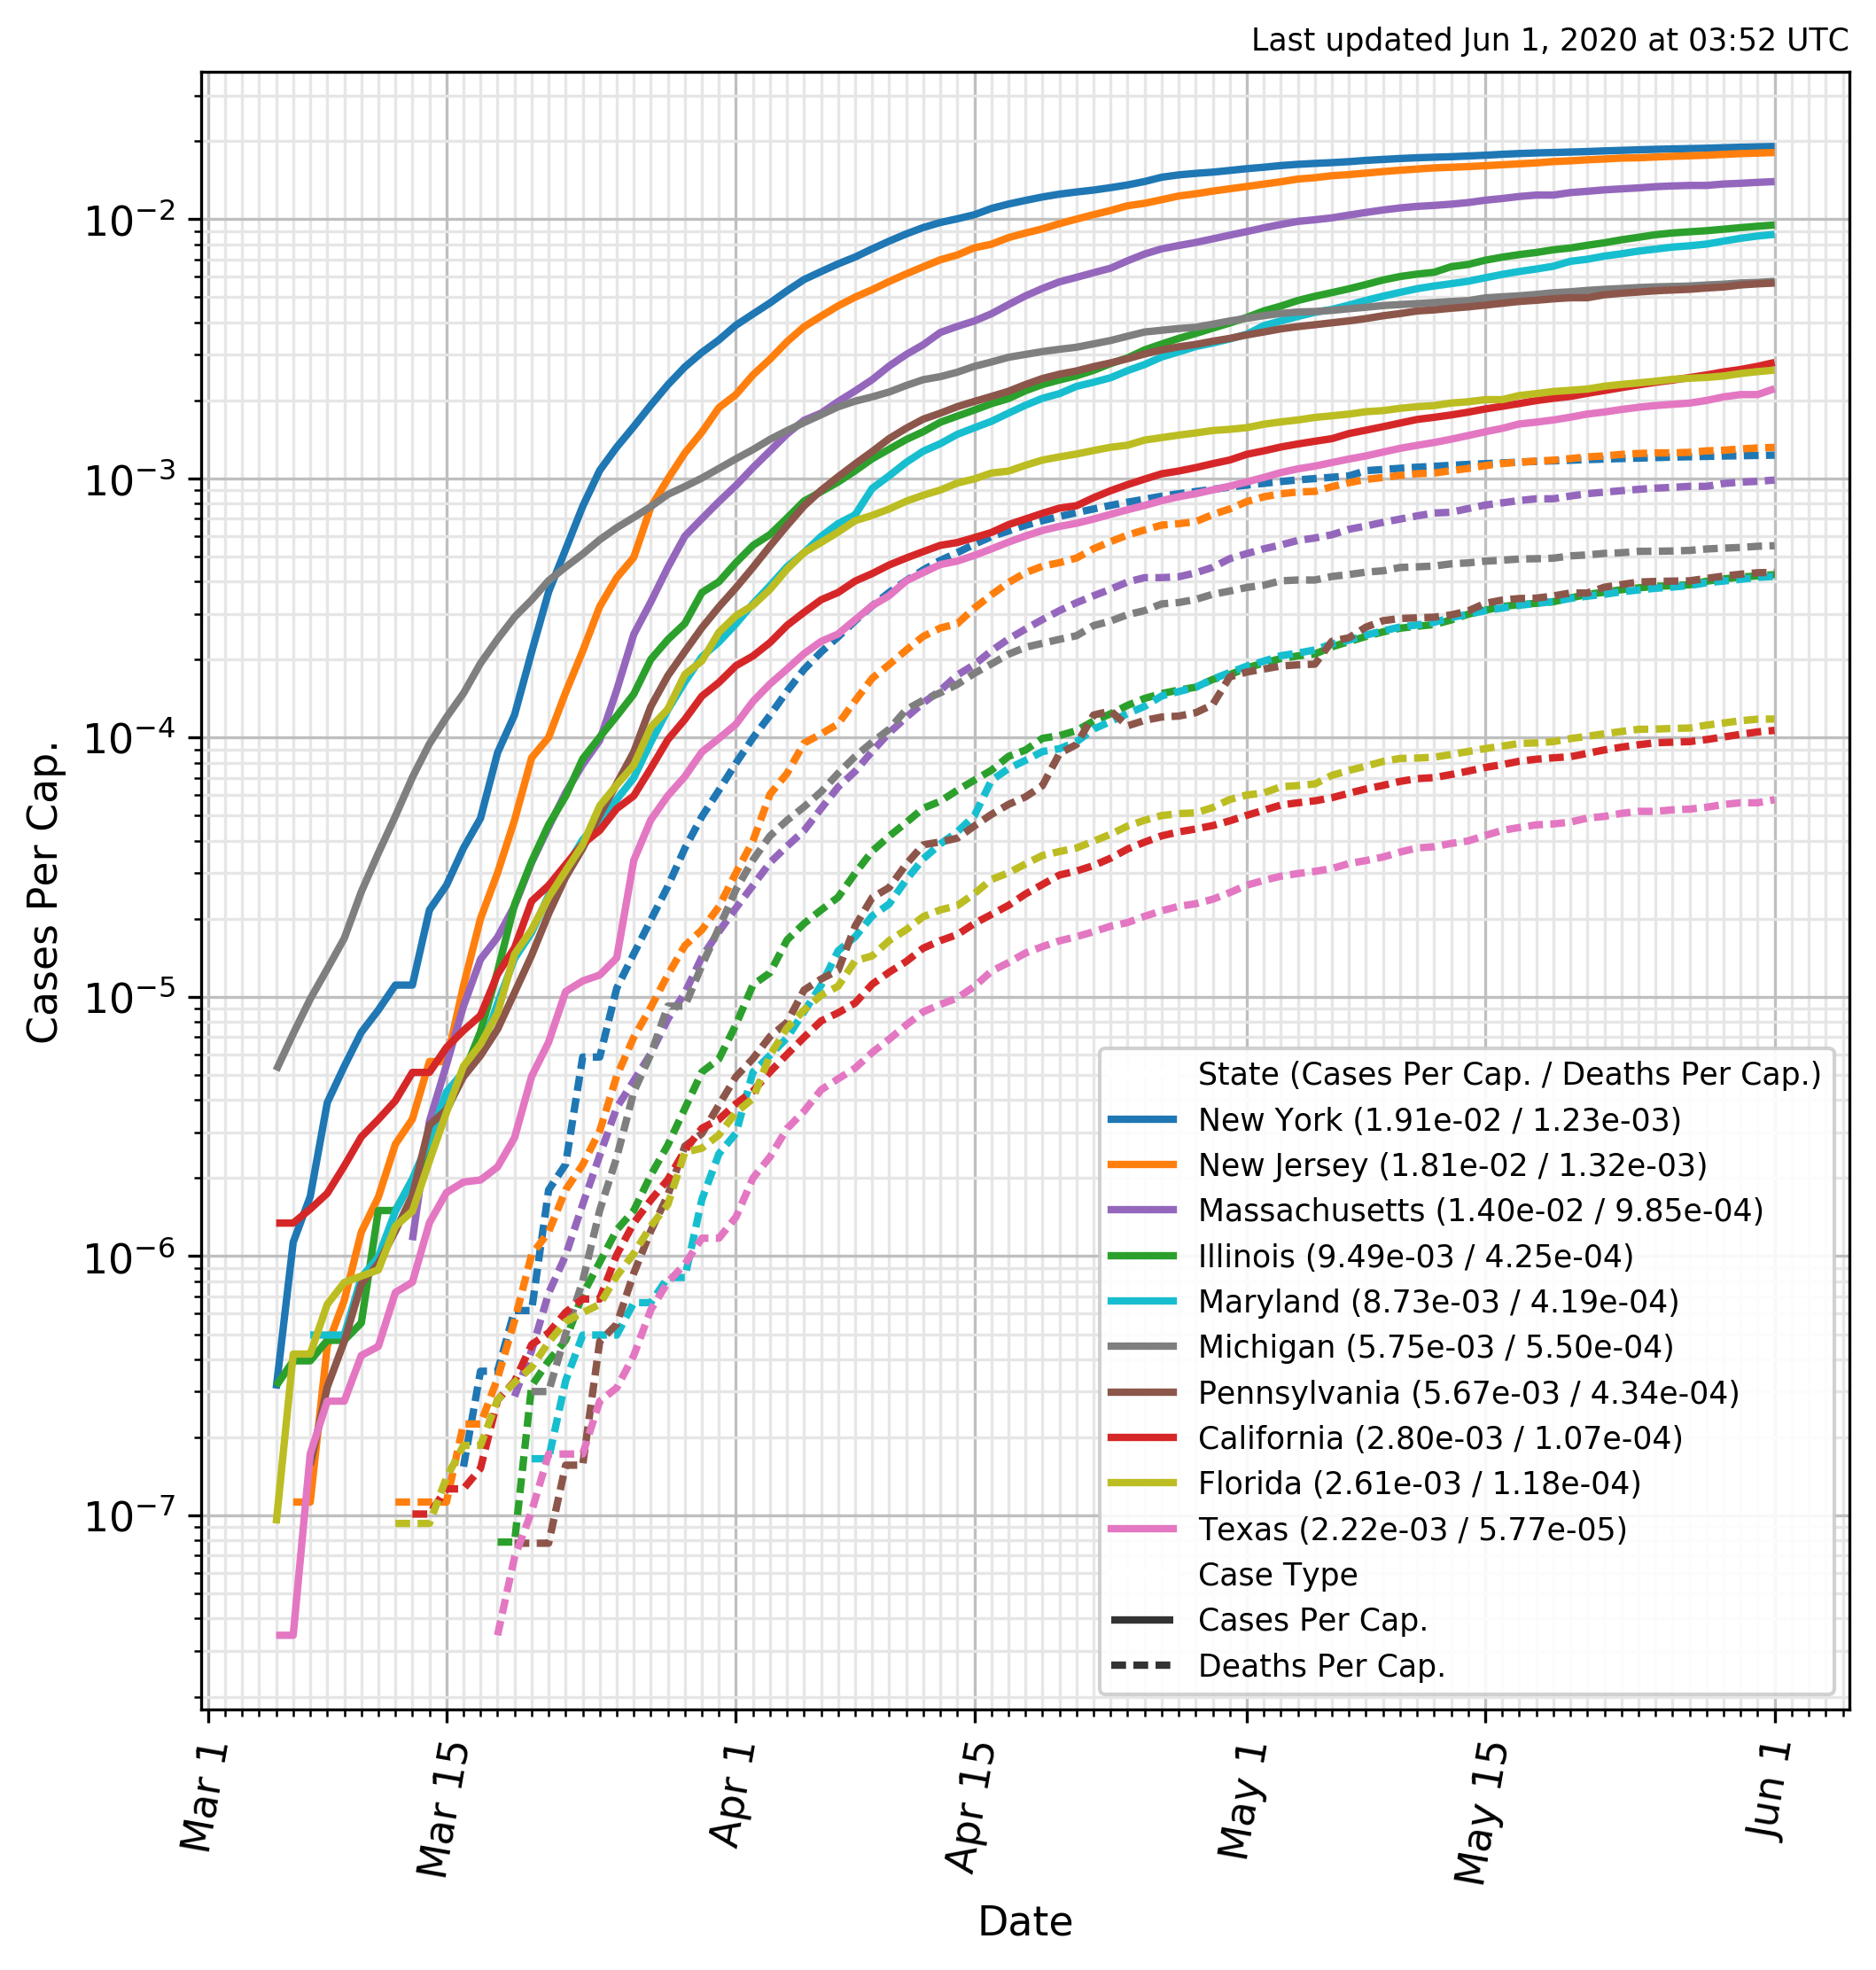 Last updated Jun 1, 2020 at 03:52 UTC
Cases Per Cap.
10⁻²
10⁻³
10⁻⁴
10⁻⁵
10⁻⁶
10⁻⁷
State (Cases Per Cap. / Deaths Per Cap.)
New York (1.91e-02 / 1.23e-03)
New Jersey (1.81e-02 / 1.32e-03)
Massachusetts (1.40e-02 / 9.85e-04)
Illinois (9.49e-03 / 4.25e-04)
Maryland (8.73e-03 / 4.19e-04)
Michigan (5.75e-03 / 5.50e-04)
Pennsylvania (5.67e-03 / 4.34e-04)
California (2.80e-03 / 1.07e-04)
Florida (2.61e-03 / 1.18e-04)
Texas (2.22e-03 / 5.77e-05)
Case Type
Cases Per Cap.
Deaths Per Cap.
Mar 1
Mar 15
Apr 1
Apr 15
May 1
May 15
Jun 1
Date